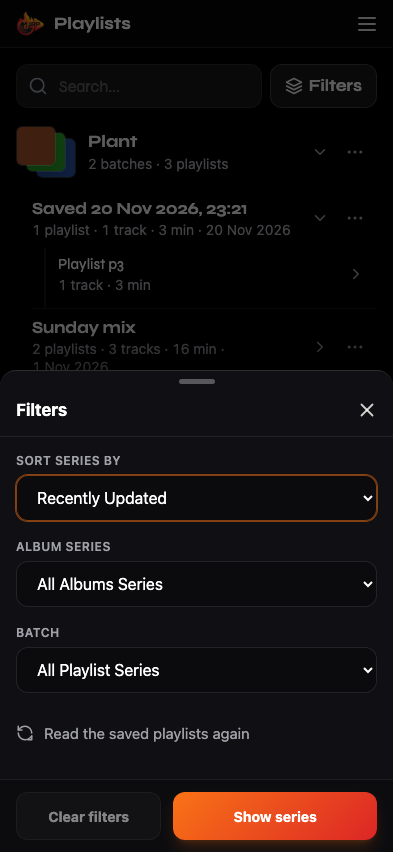 Playlists
Search...
Filters
Plant
2 batches · 3 playlists
Saved 20 Nov 2026, 23:21
1 playlist · 1 track · 3 min · 20 Nov 2026
Playlist p3
1 track · 3 min
Sunday mix
2 playlists · 3 tracks · 16 min ·
1 Nov 2026
Filters
SORT SERIES BY
Recently Updated
ALBUM SERIES
All Albums Series
BATCH
All Playlist Series
Read the saved playlists again
Clear filters
Show series